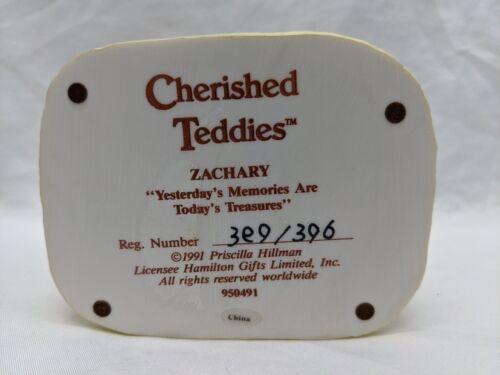 Cherished
Teddies™
ZACHARY
"Yesterday's Memories Are
Today's Treasures"
Reg. Number 3e9/396
©1991 Priscilla Hillman
Licensee Hamilton Gifts Limited, Inc.
All rights reserved worldwide
950491
China